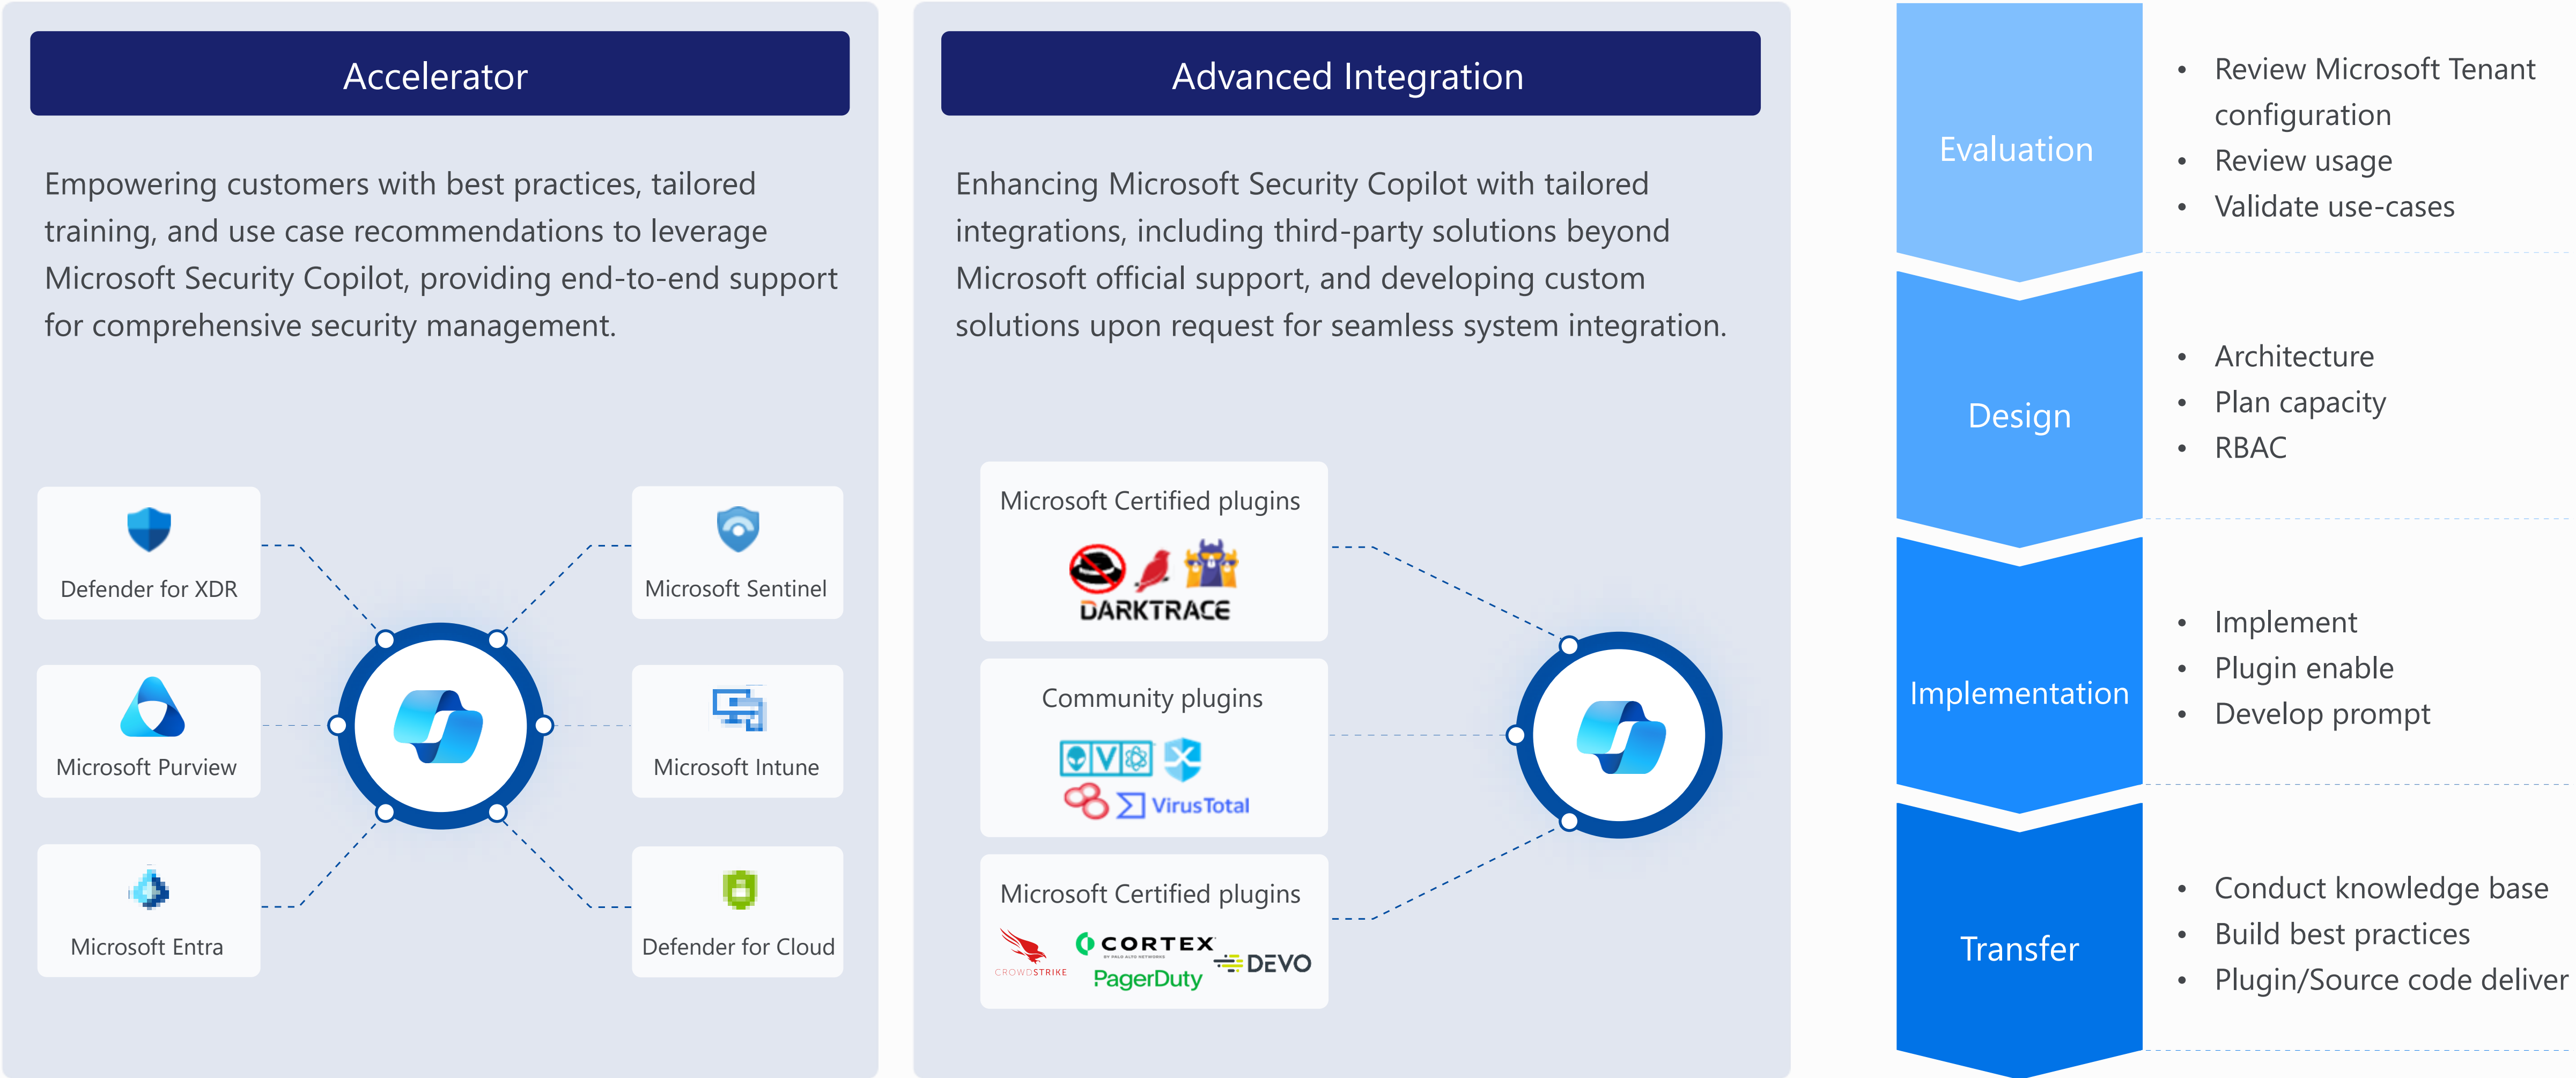 Accelerator
Empowering customers with best practices, tailored
training, and use case recommendations to leverage
Microsoft Security Copilot, providing end-to-end support
for comprehensive security management.
Defender for XDR
Microsoft Sentinel
Microsoft Purview
Microsoft Intune
Microsoft Entra
Defender for Cloud
Advanced Integration
Enhancing Microsoft Security Copilot with tailored
integrations, including third-party solutions beyond
Microsoft official support, and developing custom
solutions upon request for seamless system integration.
Microsoft Certified plugins
DARKTRACE
Community plugins
V
VirusTotal
Microsoft Certified plugins
CROWDSTRIKE
CORTEX
BY PALO ALTO NETWORKS
DEVO
PagerDuty
Evaluation
• Review Microsoft Tenant
configuration
• Review usage
• Validate use-cases
Design
• Architecture
• Plan capacity
• RBAC
Implementation
• Implement
• Plugin enable
• Develop prompt
Transfer
• Conduct knowledge base
• Build best practices
• Plugin/Source code deliver